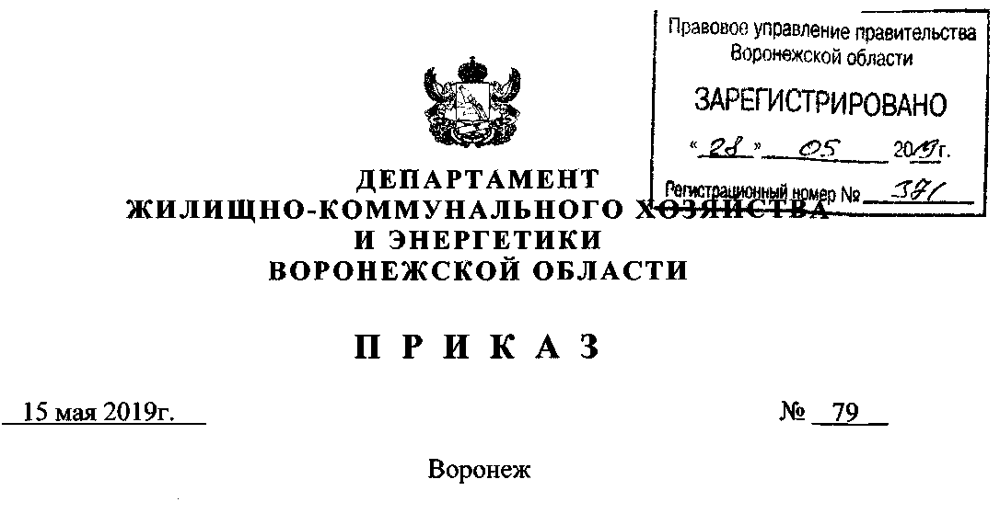 Правовое управление правительства
Воронежской области
ЗАРЕГИСТРИРОВАНО
“ 28 ” 05 2019г.
Регистрационный номер № 371
ДЕПАРТАМЕНТ
ЖИЛИЩНО-КОММУНАЛЬНОГО ХОЗЯЙСТВА
И ЭНЕРГЕТИКИ
ВОРОНЕЖСКОЙ ОБЛАСТИ
П Р И К А З
15 мая 2019г. № 79
Воронеж